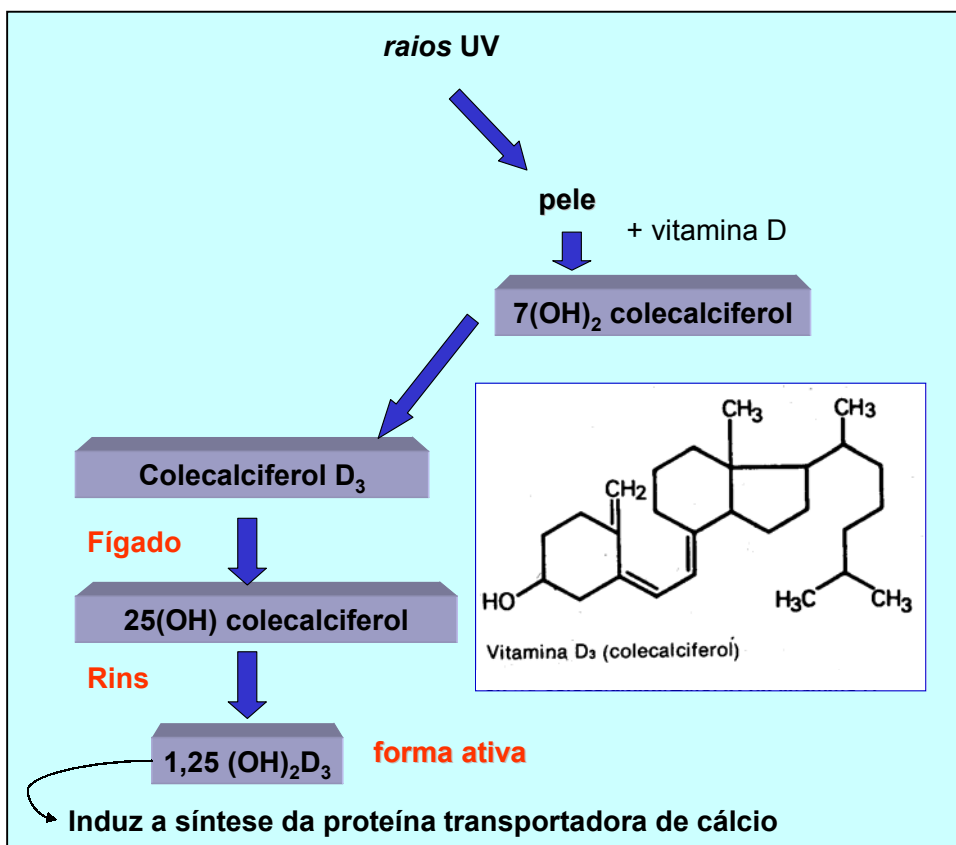 raios UV
pele
+ vitamina D
7(OH)₂ colecalciferol
Colecalciferol D₃
Fígado
25(OH) colecalciferol
Rins
1,25 (OH)₂D₃
forma ativa
Induz a síntese da proteína transportadora de cálcio
CH₃
CH₃
CH₂
HO
H₃C
CH₃
Vitamina D₃ (colecalciferol)